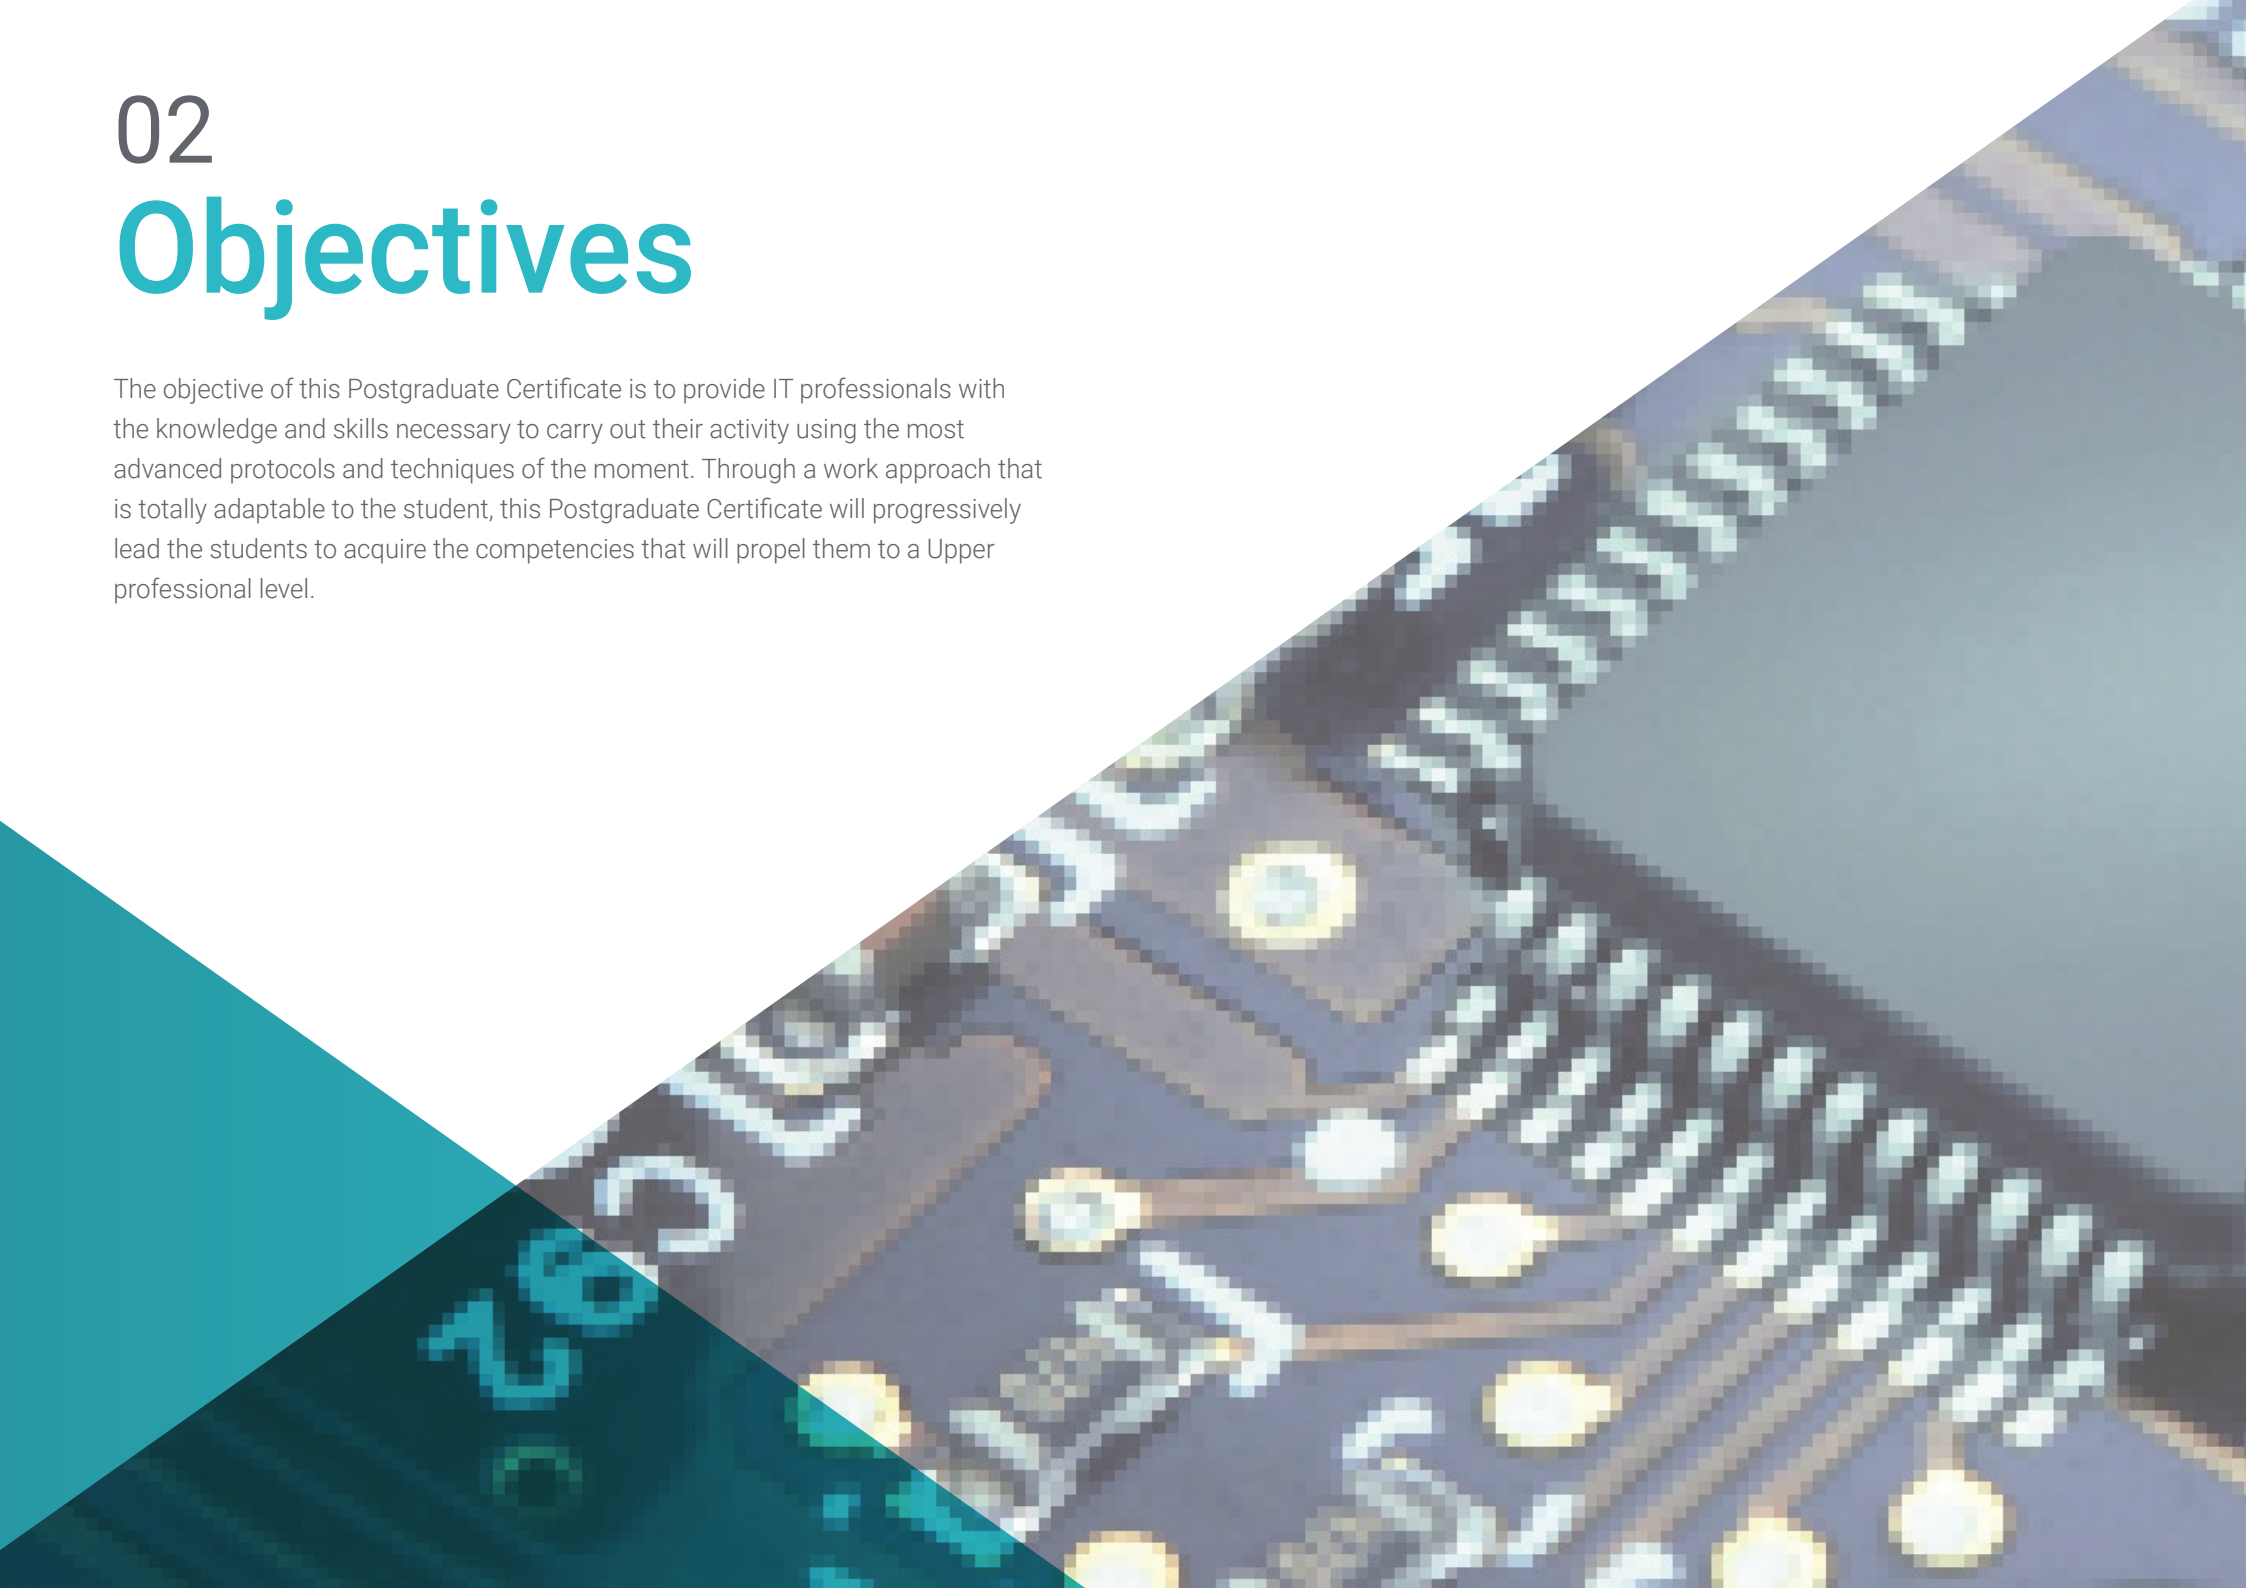 02
Objectives
The objective of this Postgraduate Certificate is to provide IT professionals with
the knowledge and skills necessary to carry out their activity using the most
advanced protocols and techniques of the moment. Through a work approach that
is totally adaptable to the student, this Postgraduate Certificate will progressively
lead the students to acquire the competencies that will propel them to a Upper
professional level.
C92